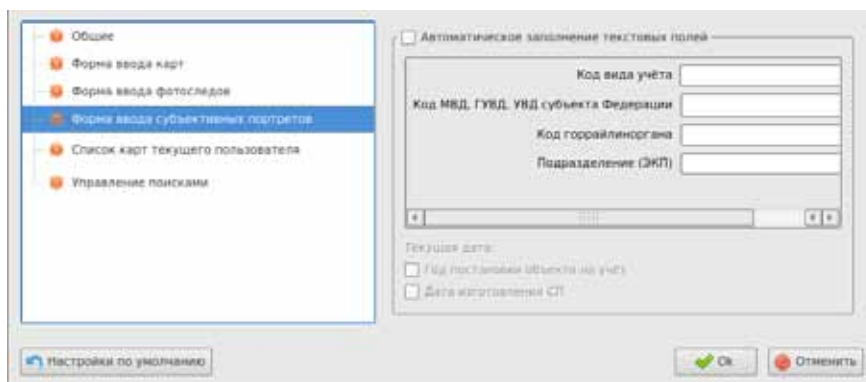 Общее
Форма ввода карт
Форма ввода фотоследов
Форма ввода субъективных портретов
Список карт текущего пользователя
Управление поисками
Автоматическое заполнение текстовых полей
Код вида учёта
Код МВД, ГУВД, УВД субъекта Федерации
Код горрайлиноргана
Подразделение (ЭКП)
Текущая дата:
Год постановки объекта на учёт
Дата изготовления СП
Настройки по умолчанию
Ok
Отменить